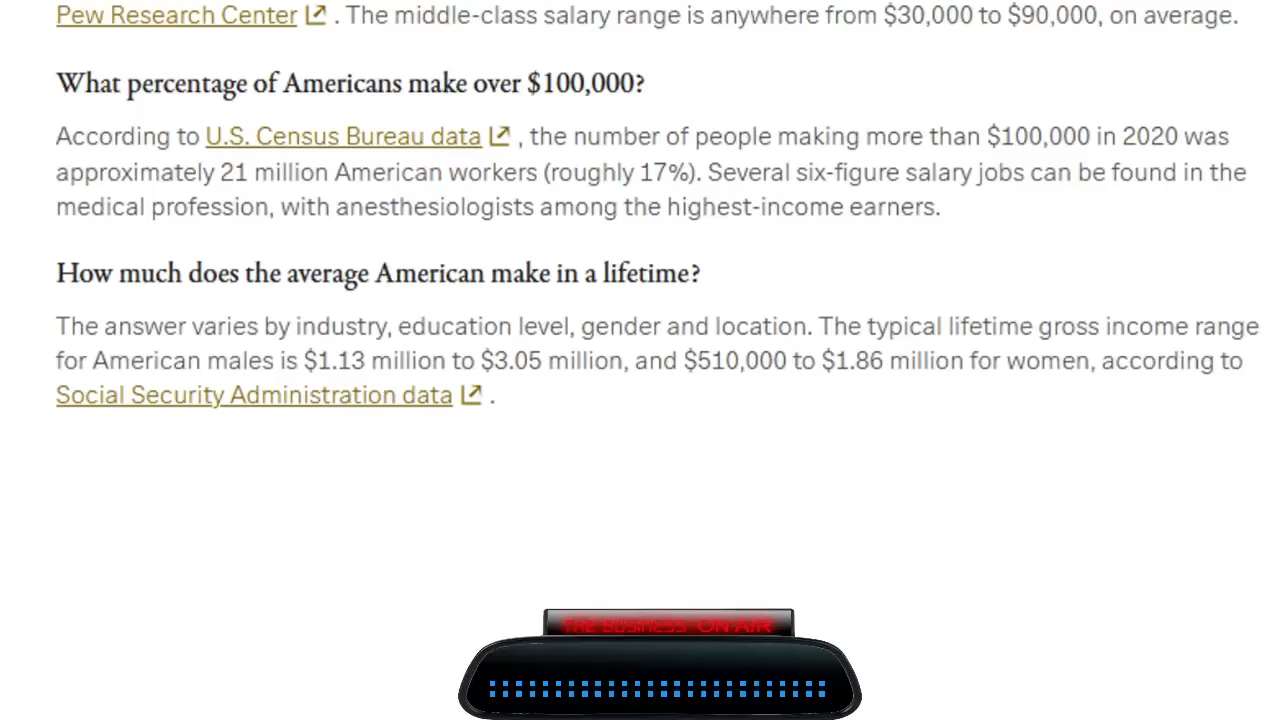 Pew Research Center . The middle-class salary range is anywhere from $30,000 to $90,000, on average.
What percentage of Americans make over $100,000?
According to U.S. Census Bureau data , the number of people making more than $100,000 in 2020 was
approximately 21 million American workers (roughly 17%). Several six-figure salary jobs can be found in the
medical profession, with anesthesiologists among the highest-income earners.
How much does the average American make in a lifetime?
The answer varies by industry, education level, gender and location. The typical lifetime gross income range
for American males is $1.13 million to $3.05 million, and $510,000 to $1.86 million for women, according to
Social Security Administration data .
THE BUSINESS ON AIR